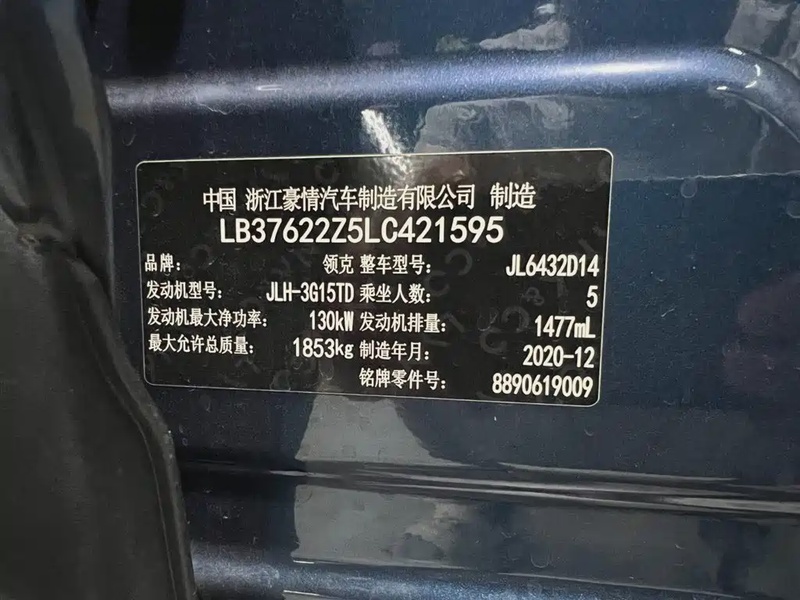 中国 浙江豪情汽车制造有限公司 制造
LB37622Z5LC421595
品牌： 领克 整车型号： JL6432D14
发动机型号： JLH-3G15TD 乘坐人数： 5
发动机最大净功率： 130kW 发动机排量： 1477mL
最大允许总质量： 1853kg 制造年月： 2020-12
铭牌零件号： 8890619009